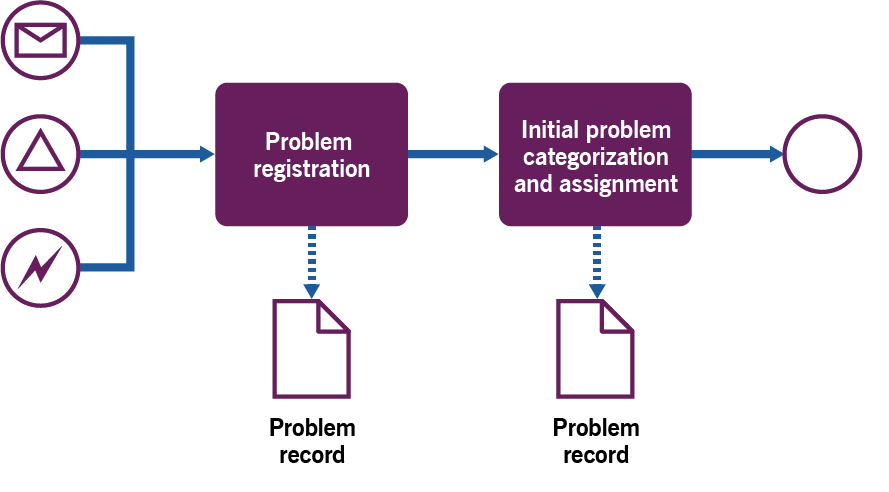 Problem
registration
Initial problem
categorization
and assignment
Problem
record
Problem
record